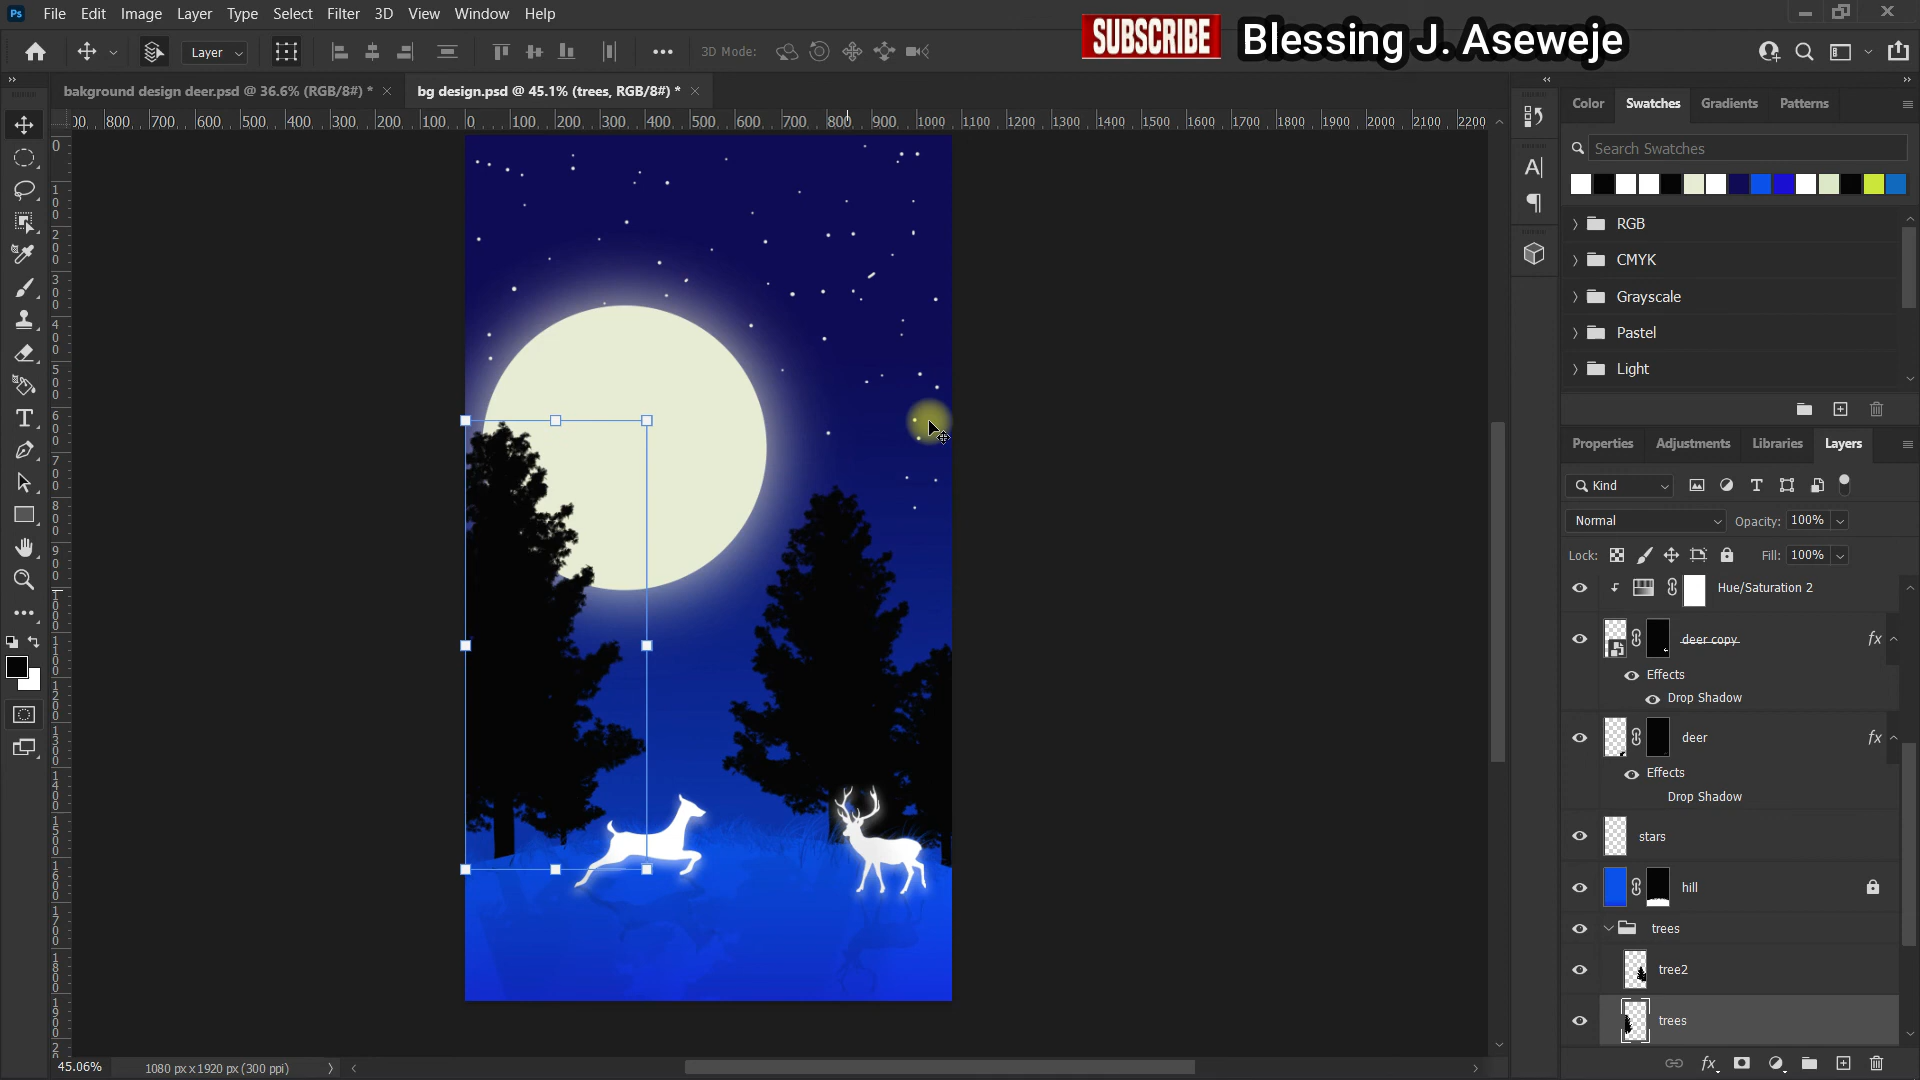 Ps File Edit Image Layer Type Select Filter 3D View Window Help
SUBSCRIBE Blessing J. Aseweje
Layer 3D Mode:
bakground design deer.psd @ 36.6% (RGB/8#) * bg design.psd @ 45.1% (trees, RGB/8#) *
Color Swatches Gradients Patterns
00 800 700 600 500 400 300 200 100 0 100 200 300 400 500 600 700 800 900 1000 1100 1200 1300 1400 1500 1600 1700 1800 1900 2000 2100 2200
Search Swatches
RGB
CMYK
Grayscale
Pastel
Light
Properties Adjustments Libraries Layers
Kind
Normal Opacity: 100%
Lock: Fill: 100%
Hue/Saturation 2
deer copy fx
Effects
Drop Shadow
deer fx
Effects
Drop Shadow
stars
hill
trees
tree2
trees
45.06% 1080 px x 1920 px (300 ppi)